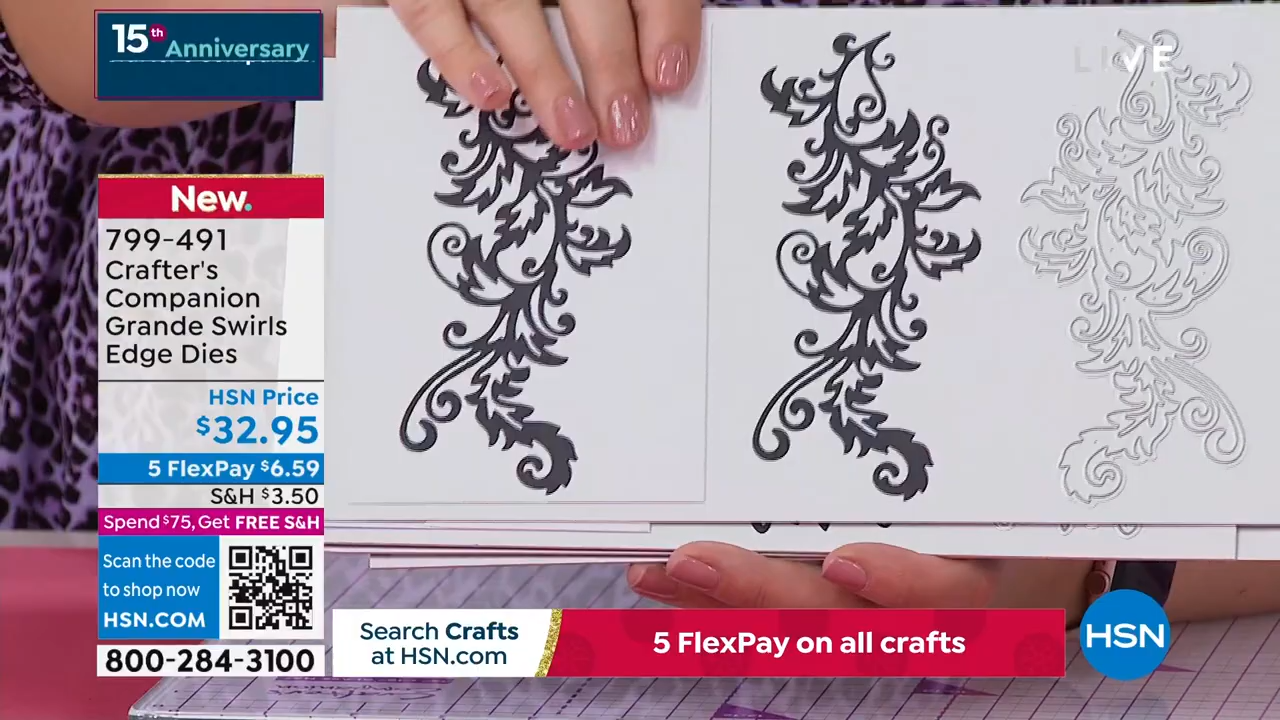 15th Anniversary
LIVE
New.
799-491
Crafter's
Companion
Grande Swirls
Edge Dies
HSN Price
$32.95
5 FlexPay $6.59
S&H $3.50
Spend $75, Get FREE S&H
Scan the code
to shop now
HSN.COM
800-284-3100
Search Crafts
at HSN.com
5 FlexPay on all crafts
HSN